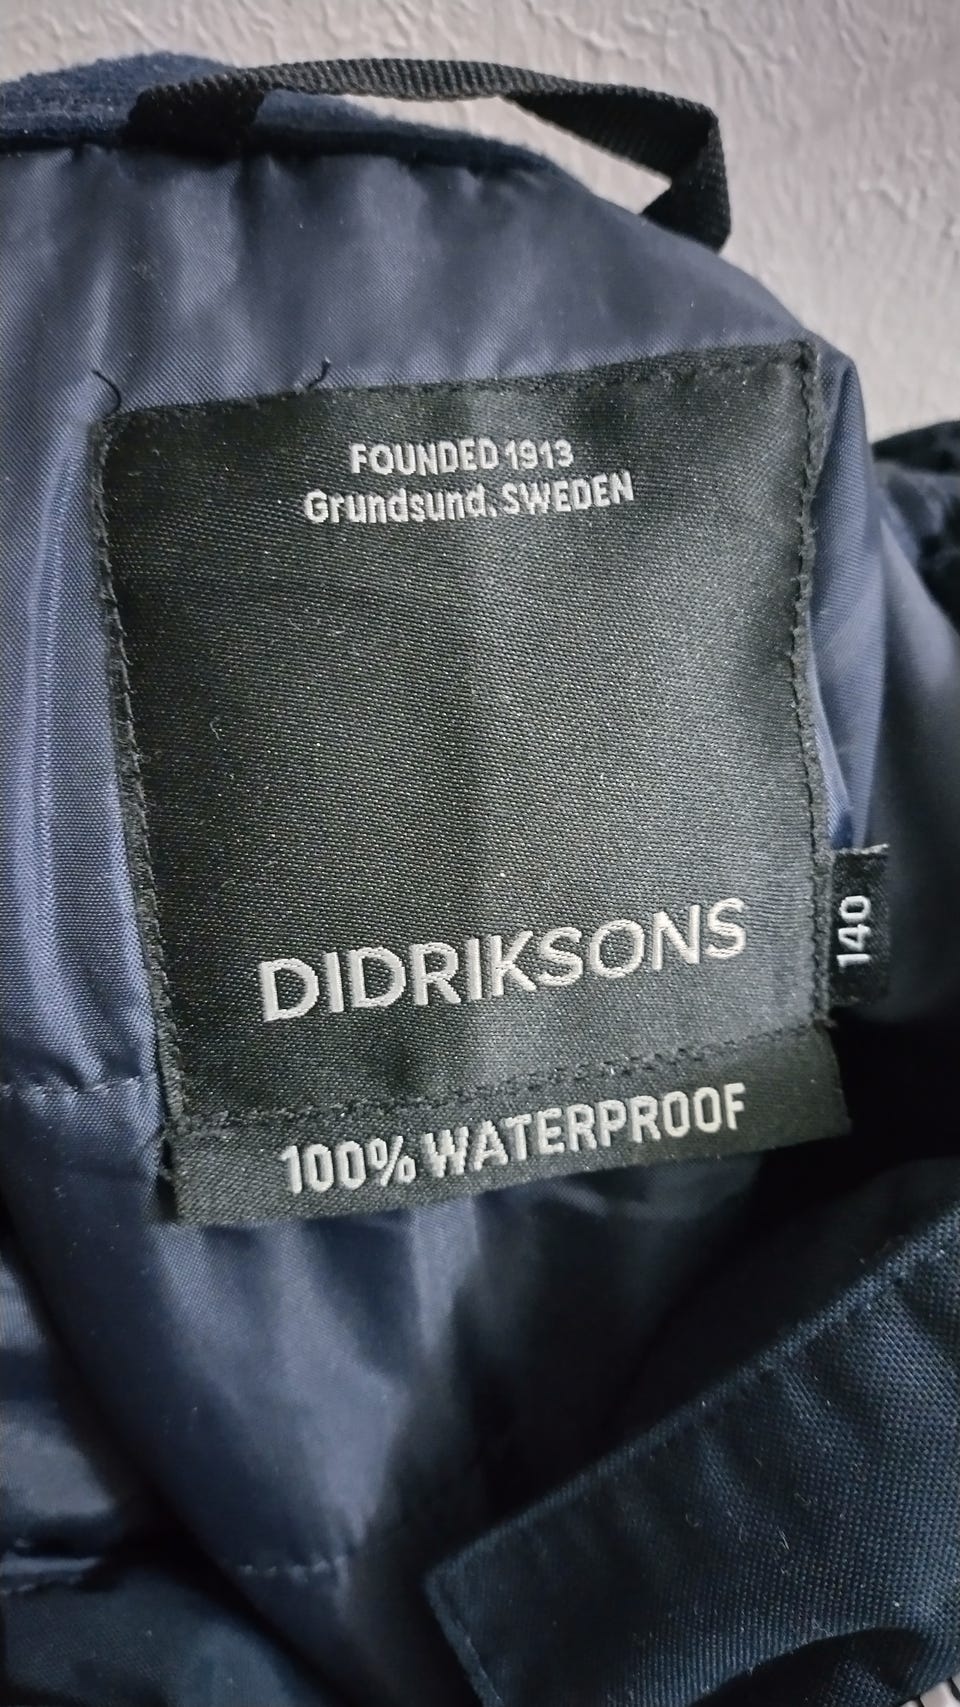 FOUNDED 1913
Grundsund, SWEDEN
DIDRIKSONS
140
100% WATERPROOF